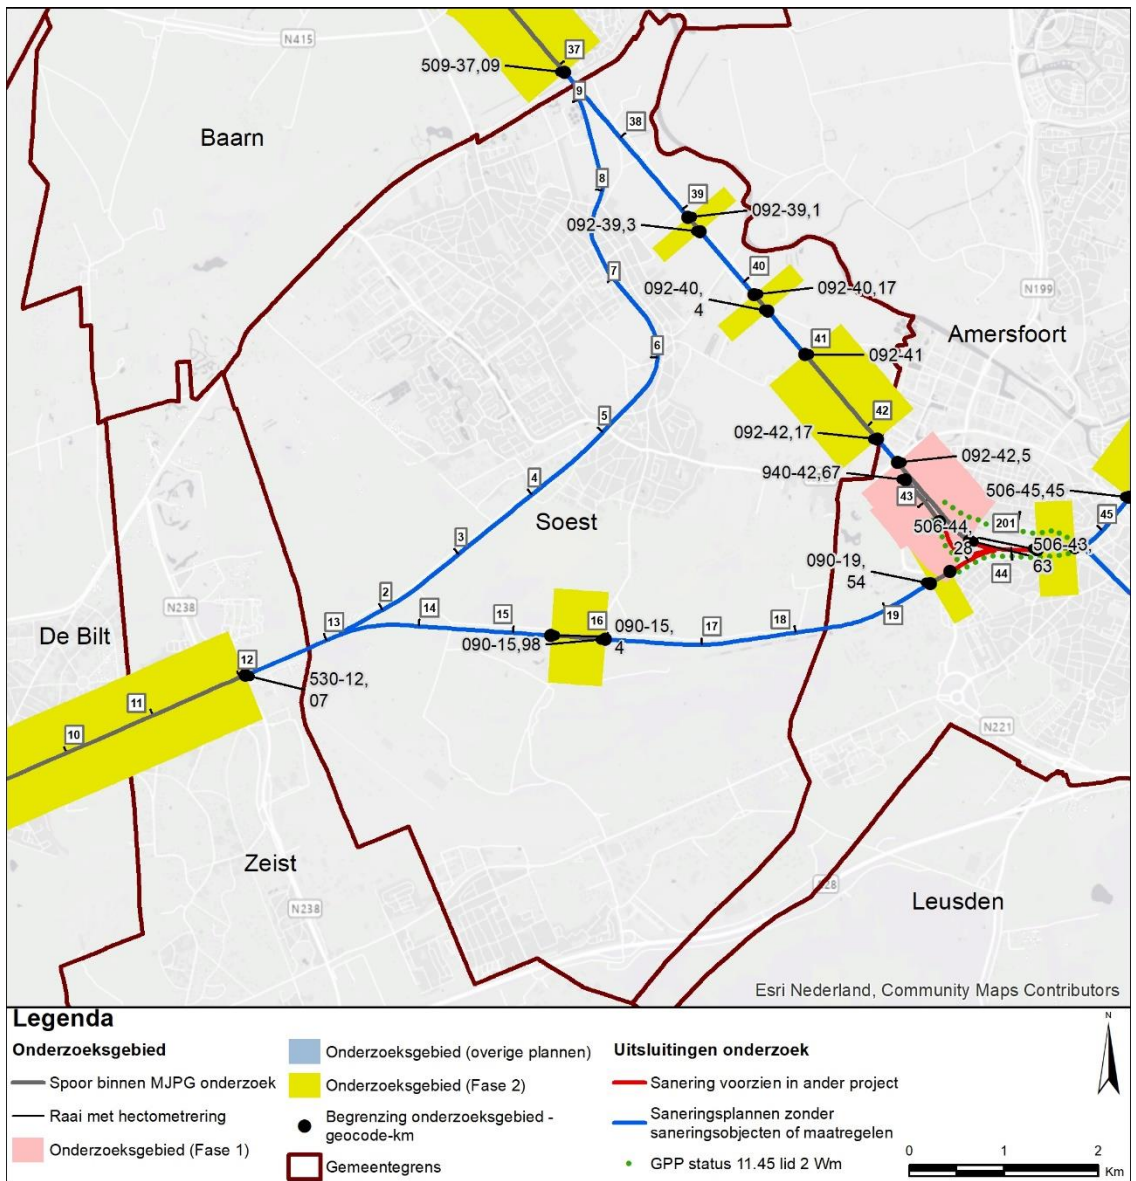 N415
37
509-37,09
9
38
Baarn
8
39
092-39,1
092-39,3
7
40
092-40,17
092-40,
4
N199
Amersfoort
6
41
092-41
5
42
092-42,17
092-42,5
4
940-42,67
43
506-45,45
Soest
3
506-44,
28
201
506-43,
63
45
090-19,
54
44
N238
2
De Bilt
13
14
15
16
090-15,
4
090-15,98
17
18
19
12
530-12,
07
11
10
N221
Zeist
A28
N238
Leusden
Esri Nederland, Community Maps Contributors
Legenda
Onderzoeksgebied
Spoor binnen MJPG onderzoek
Raai met hectometrering
Onderzoeksgebied (Fase 1)
Onderzoeksgebied (overige plannen)
Onderzoeksgebied (Fase 2)
Begrenzing onderzoeksgebied -
geocode-km
Gemeentegrens
Uitsluitingen onderzoek
Sanering voorzien in ander project
Saneringsplannen zonder
saneringsobjecten of maatregelen
GPP status 11.45 lid 2 Wm
N
0 1 2
Km